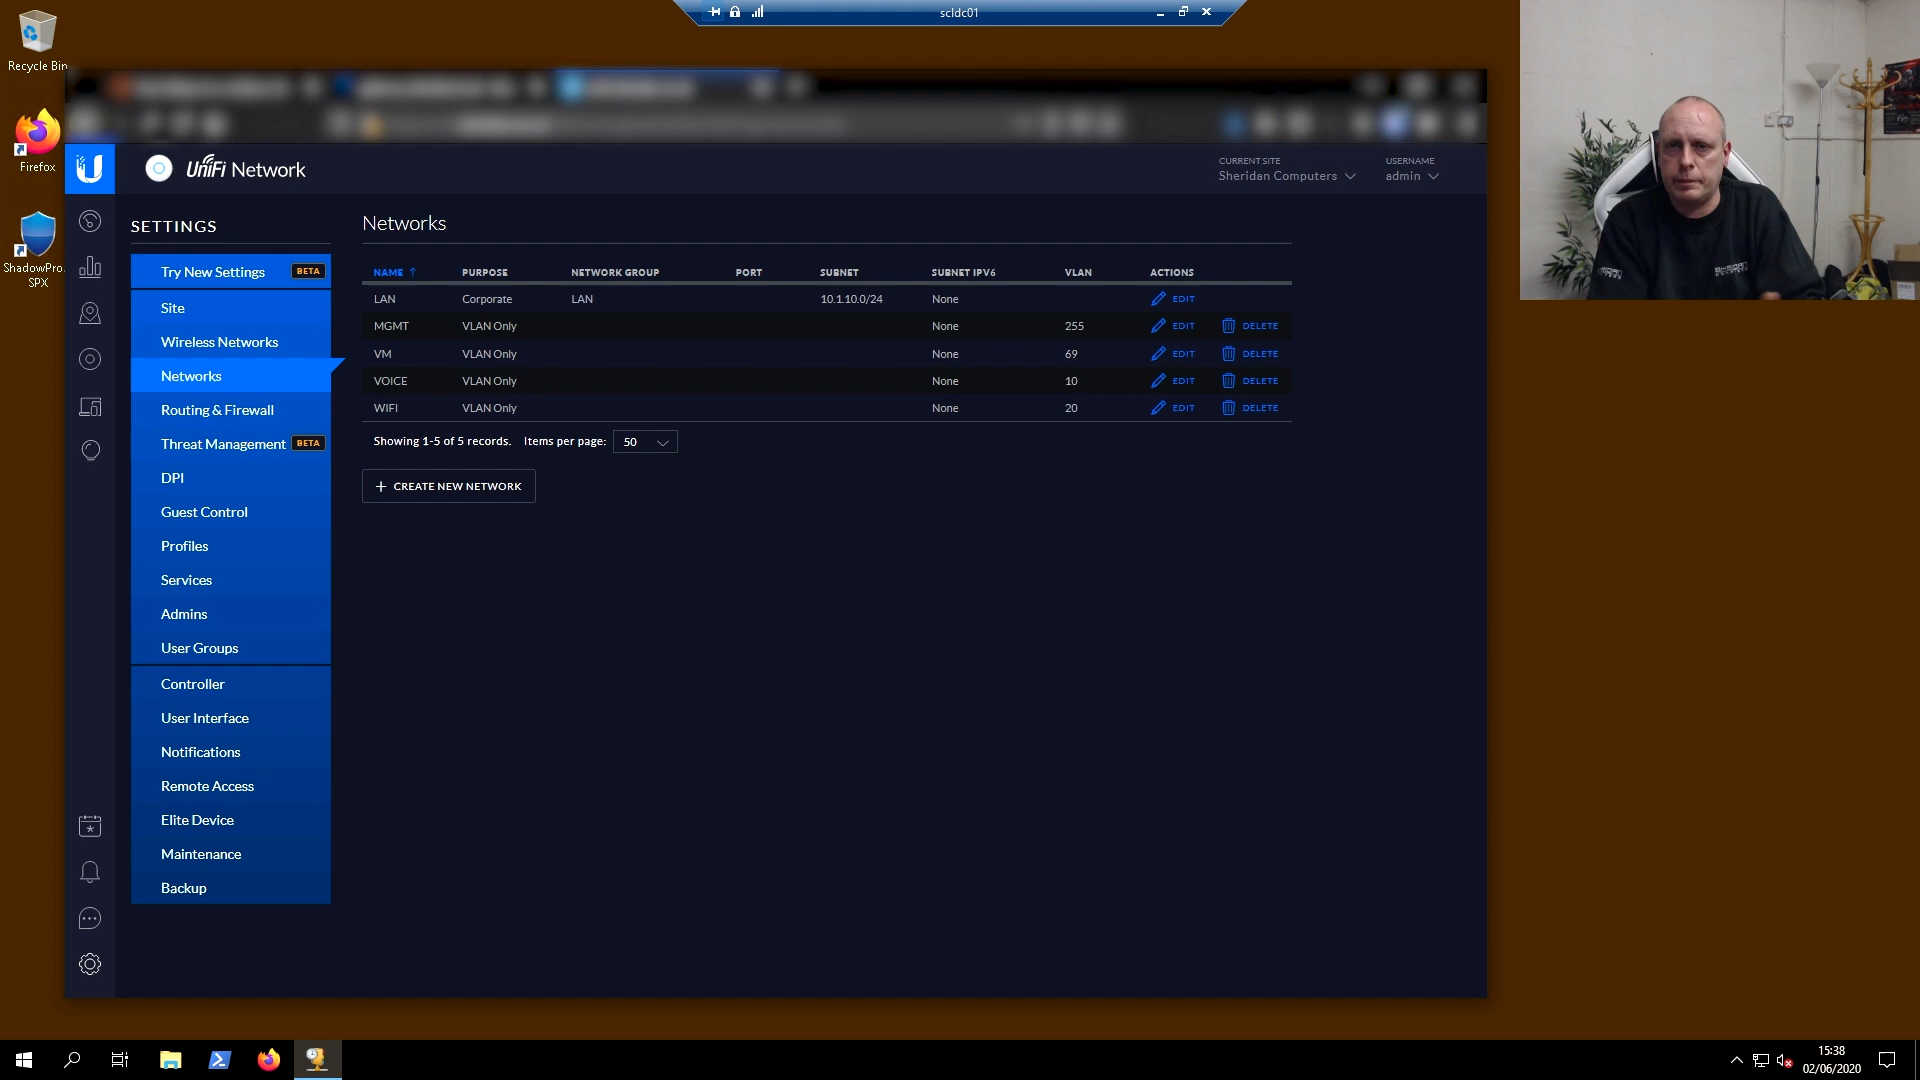 scldc01
Recycle Bin
Firefox
ShadowPro...
SPX
UniFi Network
CURRENT SITE
Sheridan Computers
USERNAME
admin
SETTINGS
Try New Settings BETA
Site
Wireless Networks
Networks
Routing & Firewall
Threat Management BETA
DPI
Guest Control
Profiles
Services
Admins
User Groups
Controller
User Interface
Notifications
Remote Access
Elite Device
Maintenance
Backup
Networks
NAME ↑ PURPOSE NETWORK GROUP PORT SUBNET SUBNET IPV6 VLAN ACTIONS
LAN Corporate LAN 10.1.10.0/24 None EDIT
MGMT VLAN Only None 255 EDIT DELETE
VM VLAN Only None 69 EDIT DELETE
VOICE VLAN Only None 10 EDIT DELETE
WIFI VLAN Only None 20 EDIT DELETE
Showing 1-5 of 5 records. Items per page: 50
+ CREATE NEW NETWORK
15:38
02/06/2020